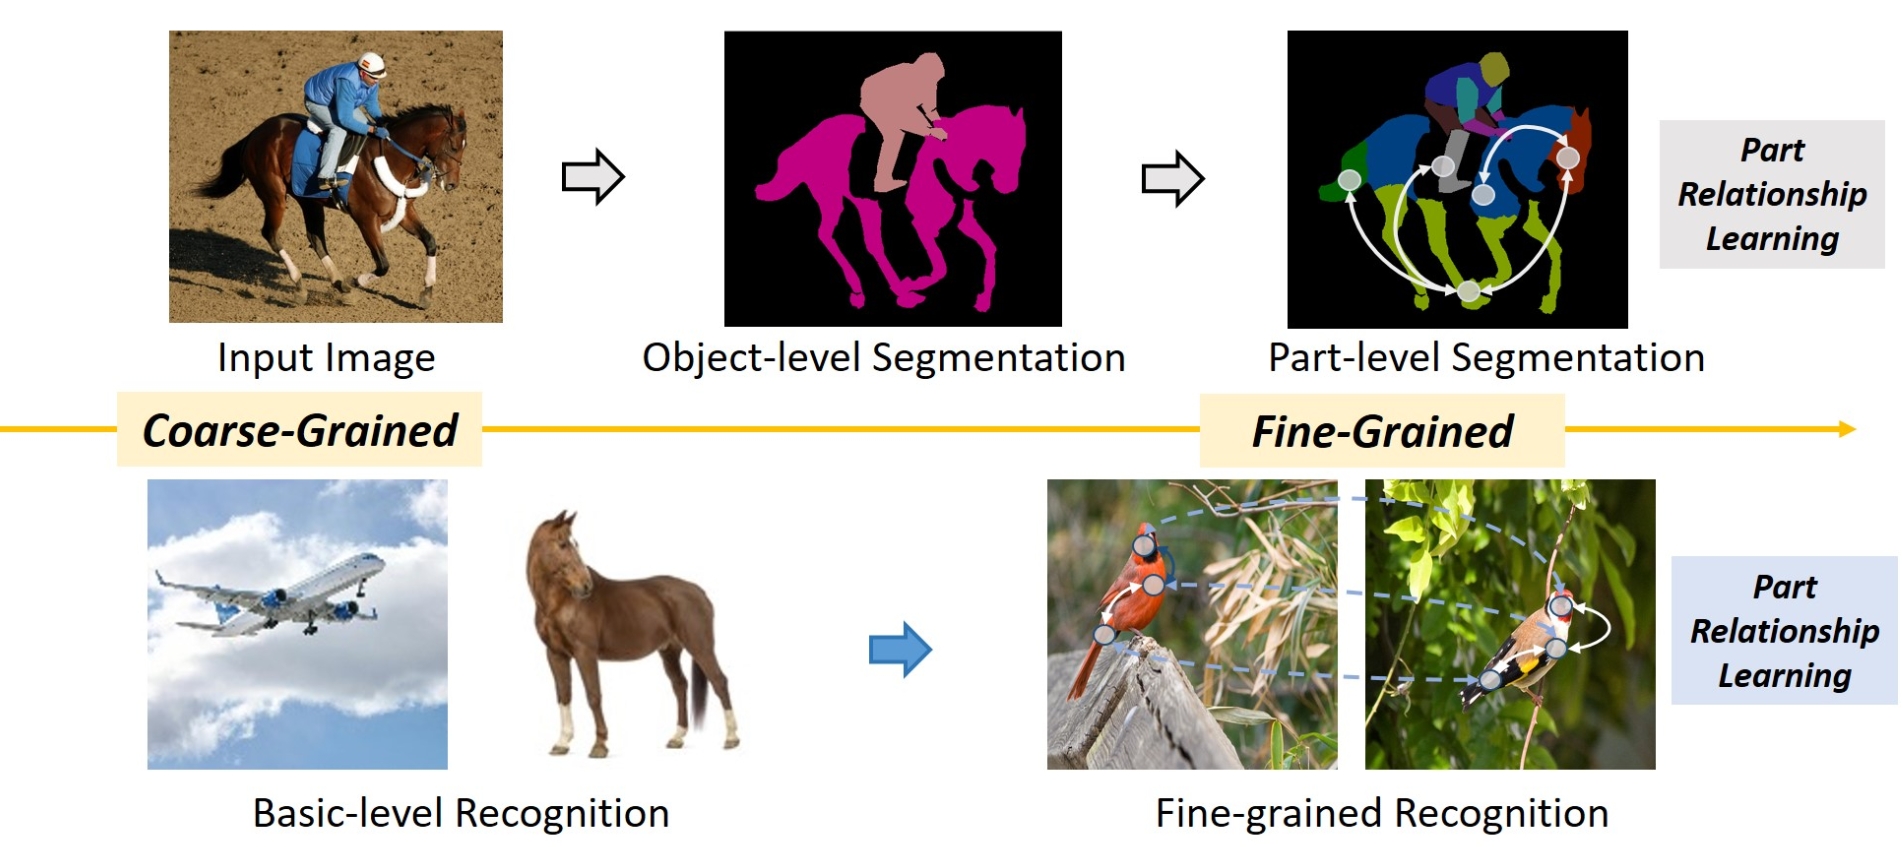 Part
Relationship
Learning
Input Image
Object-level Segmentation
Part-level Segmentation
Coarse-Grained
Fine-Grained
Part
Relationship
Learning
Basic-level Recognition
Fine-grained Recognition